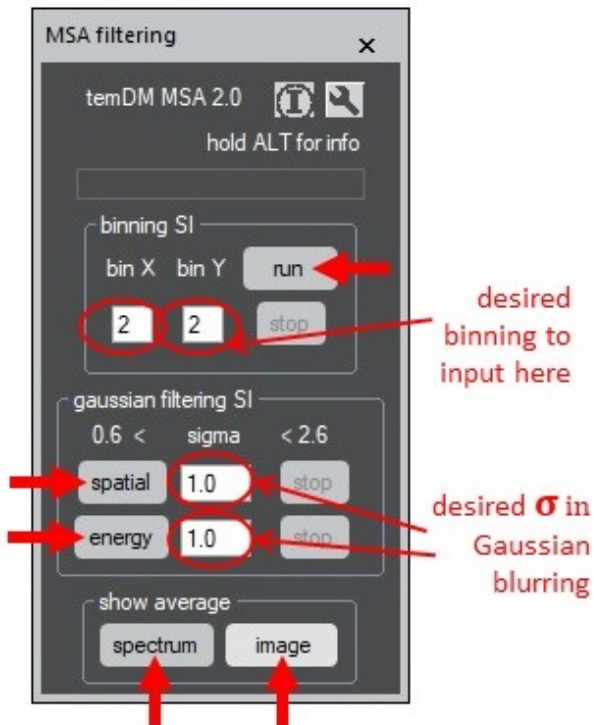 MSA filtering x
temDM MSA 2.0
hold ALT for info
binning SI
bin X bin Y run
2 2 stop
desired
binning to
input here
gaussian filtering SI
0.6 < sigma < 2.6
spatial 1.0 stop
energy 1.0 stop
desired σ in
Gaussian
blurring
show average
spectrum image